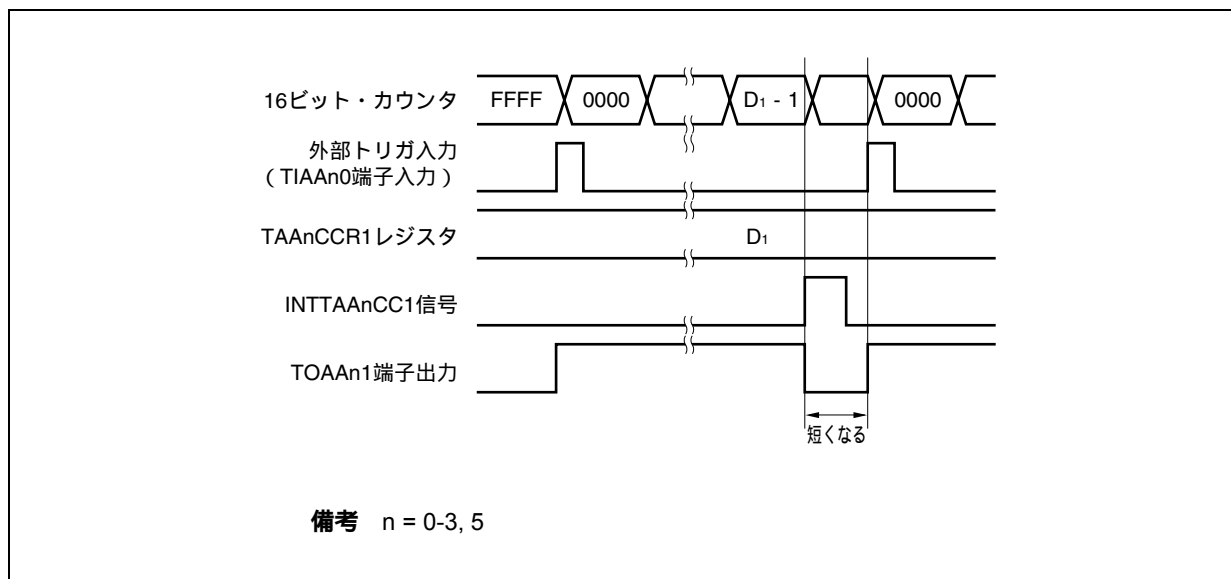 16ビット・カウンタ FFFF 0000 D1 - 1 0000
外部トリガ入力
（TIAAn0端子入力）
TAAnCCR1レジスタ D1
INTTAAnCC1信号
TOAAn1端子出力
短くなる
備考 n = 0-3, 5